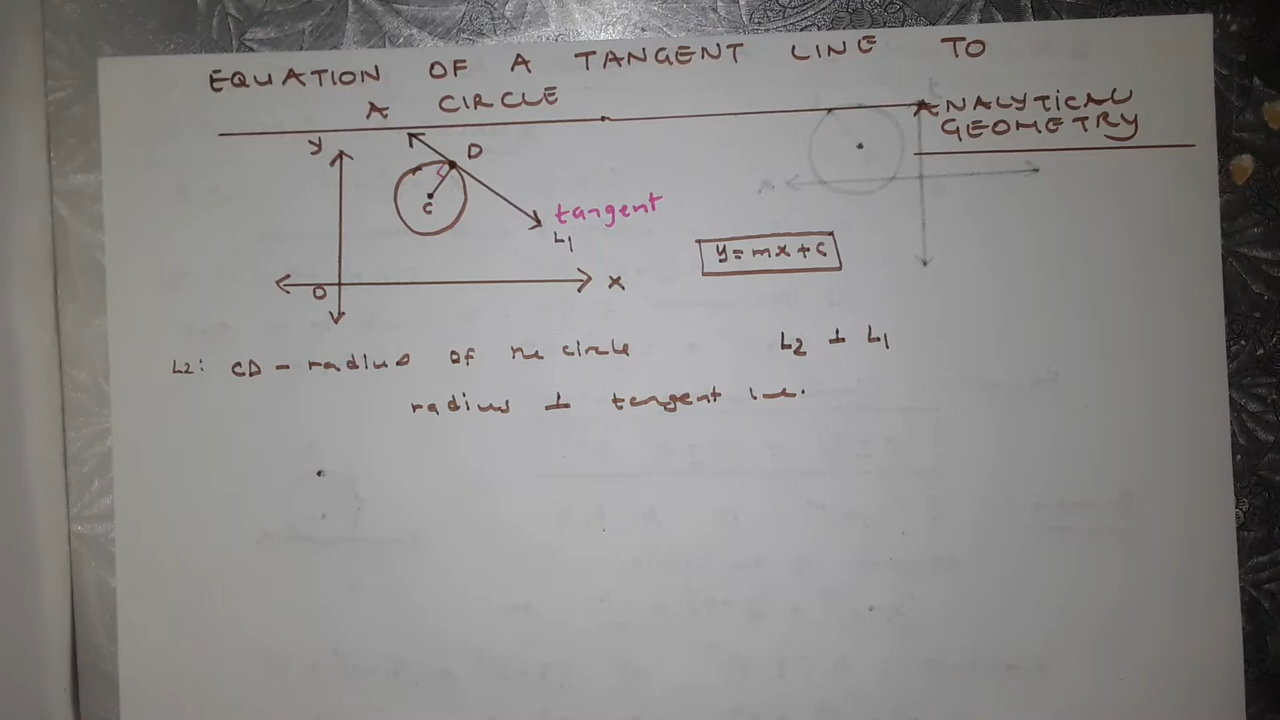 EQUATION OF A TANGENT LINE TO
A CIRCLE
ANALYTICAL
GEOMETRY
y
D
C
tangent
L1
y = mx + c
O
x
L2: CD - radius of the circle
L2 ⊥ L1
radius ⊥ tangent line.